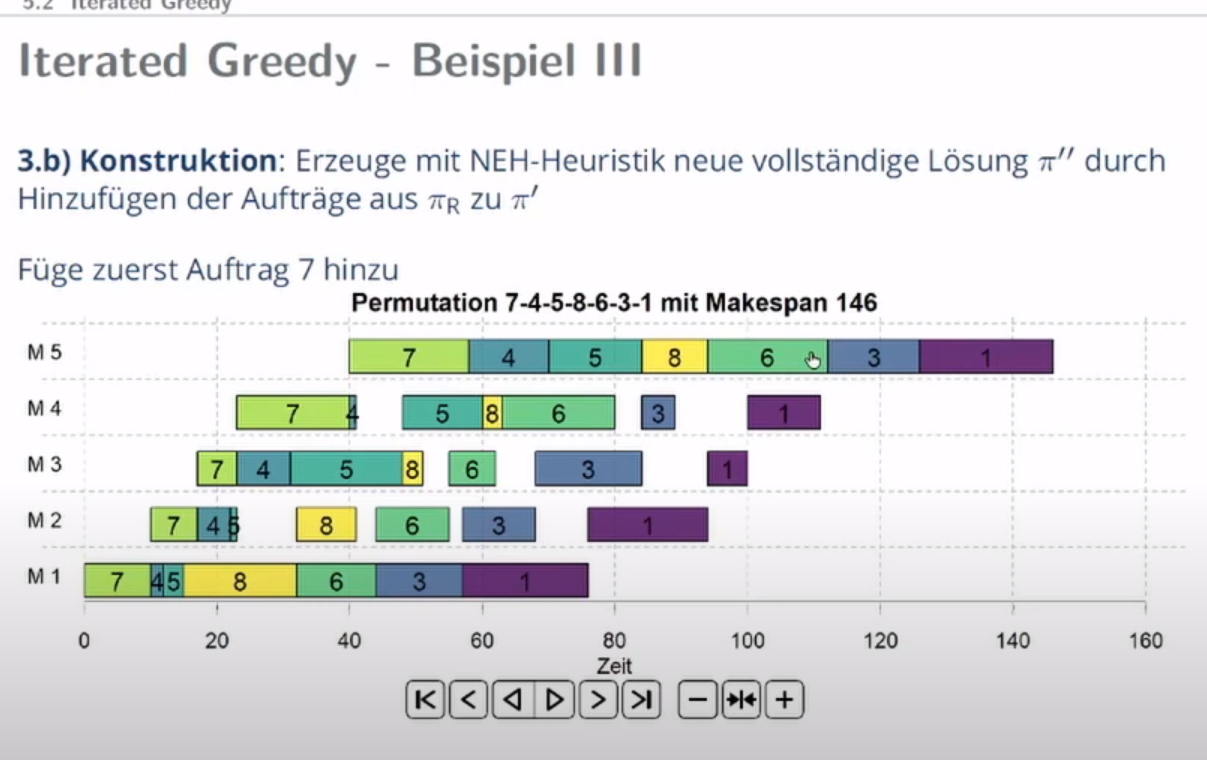 5.2 Iterated Greedy
Iterated Greedy - Beispiel III
3.b) Konstruktion: Erzeuge mit NEH-Heuristik neue vollständige Lösung π′′ durch
Hinzufügen der Aufträge aus πR zu π′
Füge zuerst Auftrag 7 hinzu
Permutation 7-4-5-8-6-3-1 mit Makespan 146
M 5 7 4 5 8 6 3 1
M 4 7 4 5 8 6 3 1
M 3 7 4 5 8 6 3 1
M 2 7 4 5 8 6 3 1
M 1 7 4 5 8 6 3 1
0 20 40 60 80 100 120 140 160
Zeit